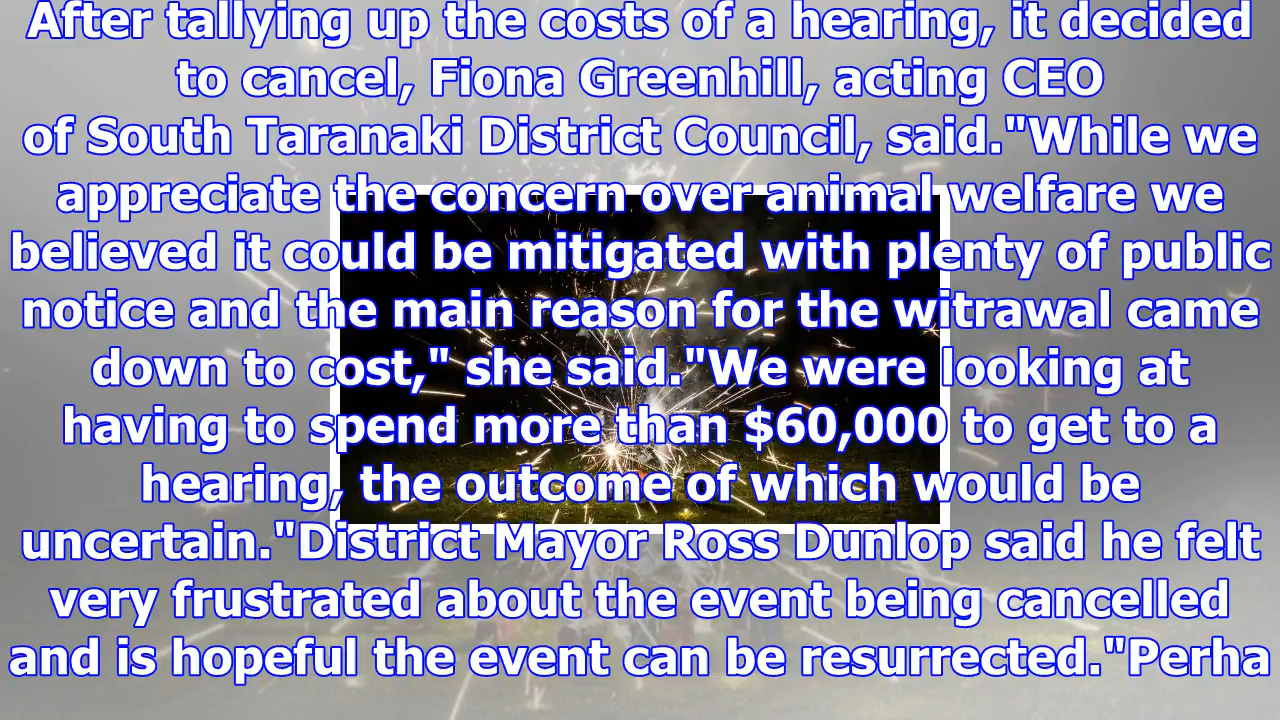 After tallying up the costs of a hearing, it decided
to cancel, Fiona Greenhill, acting CEO
of South Taranaki District Council, said."While we
appreciate the concern over animal welfare we
believed it could be mitigated with plenty of public
notice and the main reason for the witrawal came
down to cost," she said."We were looking at
having to spend more than $60,000 to get to a
hearing, the outcome of which would be
uncertain."District Mayor Ross Dunlop said he felt
very frustrated about the event being cancelled
and is hopeful the event can be resurrected."Perha